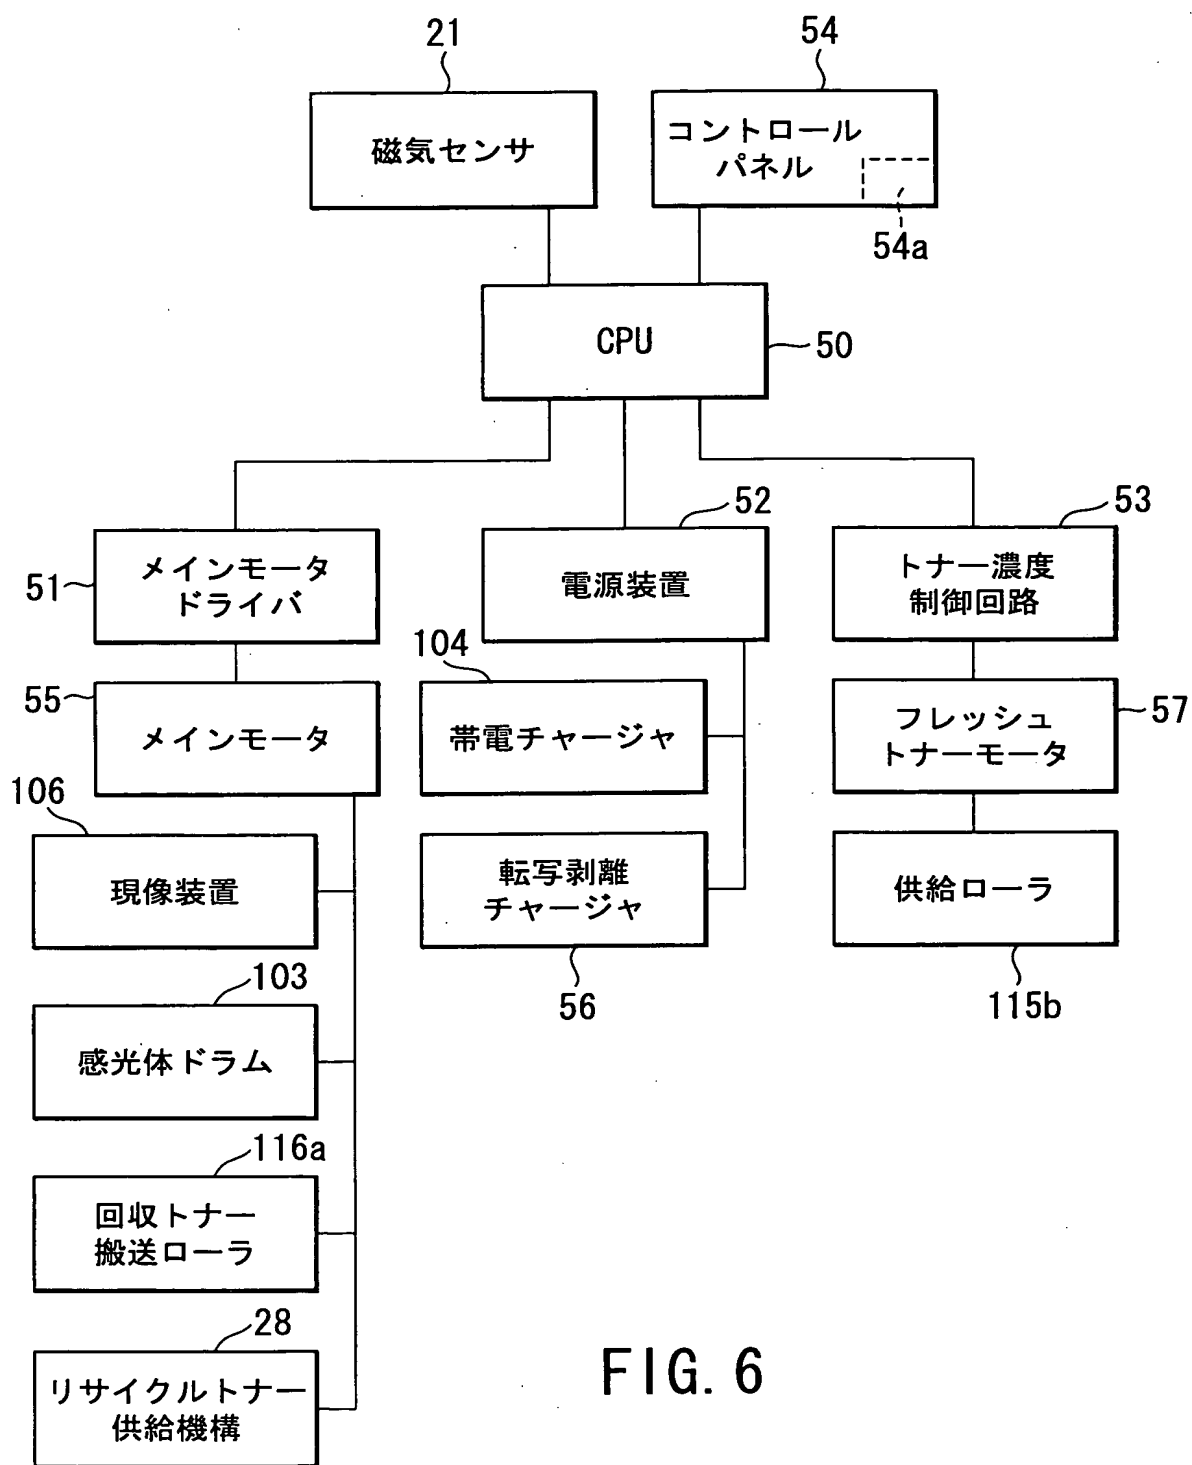 21
54
磁気センサ
コントロール
パネル
54a
CPU
50
52
53
51
メインモータ
ドライバ
電源装置
トナー濃度
制御回路
104
55
57
メインモータ
帯電チャージャ
フレッシュ
トナーモータ
106
現像装置
転写剥離
チャージャ
供給ローラ
103
56
115b
感光体ドラム
116a
回収トナー
搬送ローラ
28
リサイクルトナー
供給機構
FIG. 6